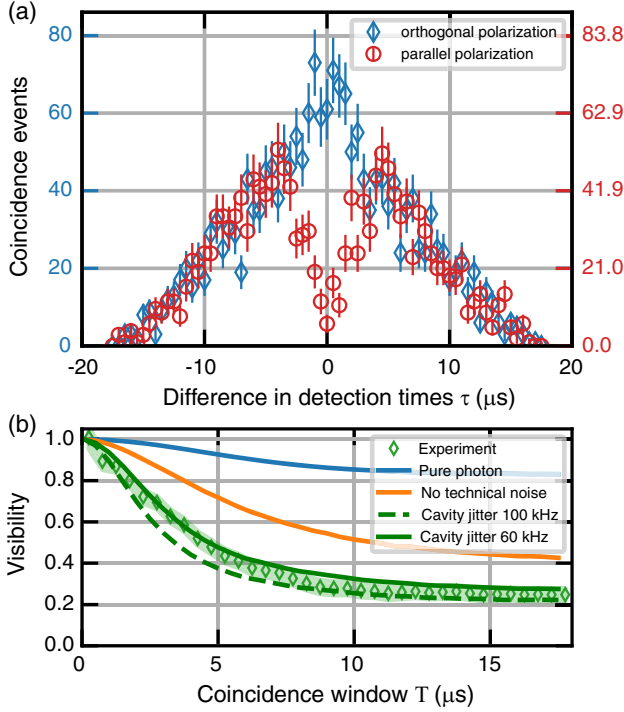 (a)
orthogonal polarization
parallel polarization
80
60
40
20
0
83.8
62.9
41.9
21.0
0.0
Coincidence events
-20 -10 0 10 20
Difference in detection times τ (μs)
(b)
Experiment
Pure photon
No technical noise
Cavity jitter 100 kHz
Cavity jitter 60 kHz
1.0
0.8
0.6
0.4
0.2
0.0
Visibility
0 5 10 15
Coincidence window T (μs)